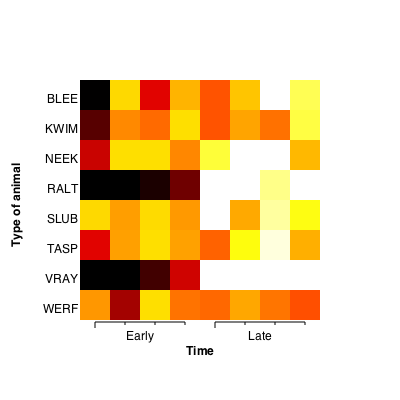 BLEE
KWIM
NEEK
RALT
SLUB
TASP
VRAY
WERF
Type of animal
Early Late
Time